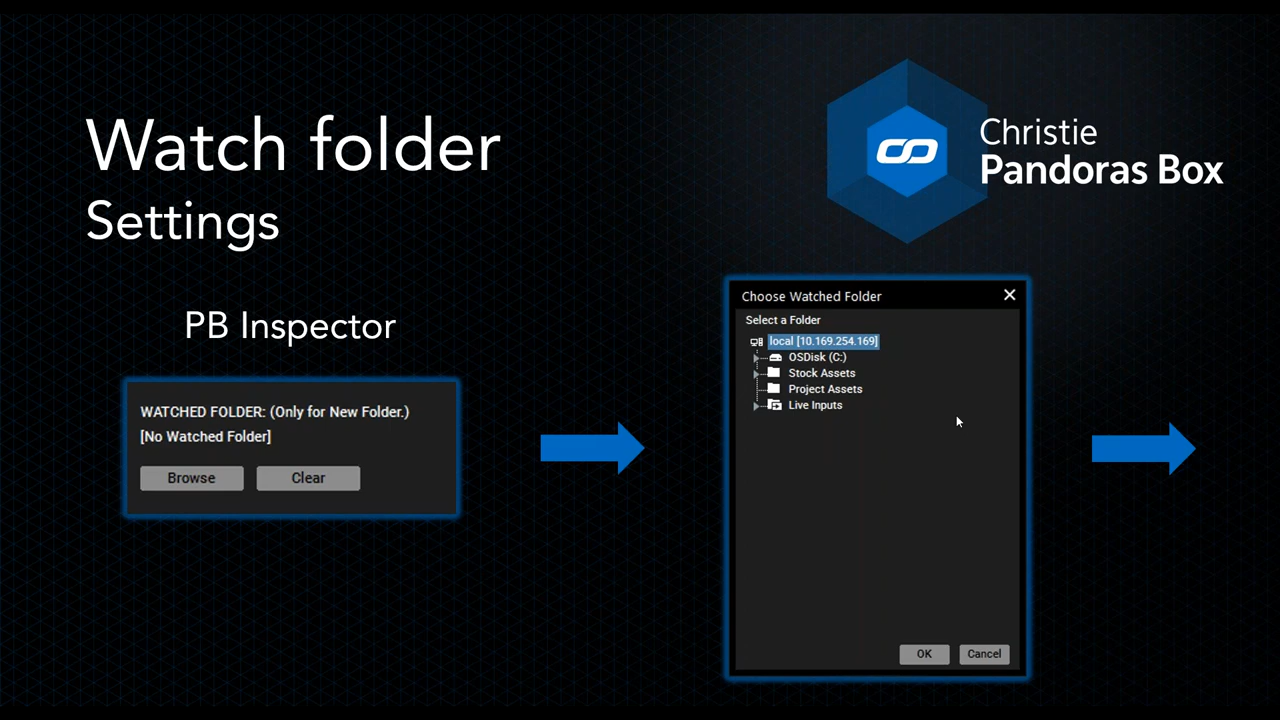 Watch folder
Settings
Christie
Pandoras Box
PB Inspector
WATCHED FOLDER: (Only for New Folder.)
[No Watched Folder]
Browse Clear
Choose Watched Folder
Select a Folder
local [10.169.254.169]
OSDisk (C:)
Stock Assets
Project Assets
Live Inputs
OK Cancel